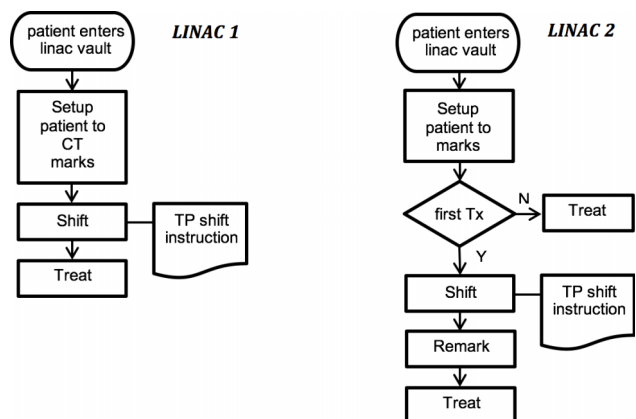 LINAC 1
patient enters
linac vault
Setup
patient to
CT
marks
Shift
TP shift
instruction
Treat
LINAC 2
patient enters
linac vault
Setup
patient to
marks
first Tx
N
Treat
Y
Shift
TP shift
instruction
Remark
Treat